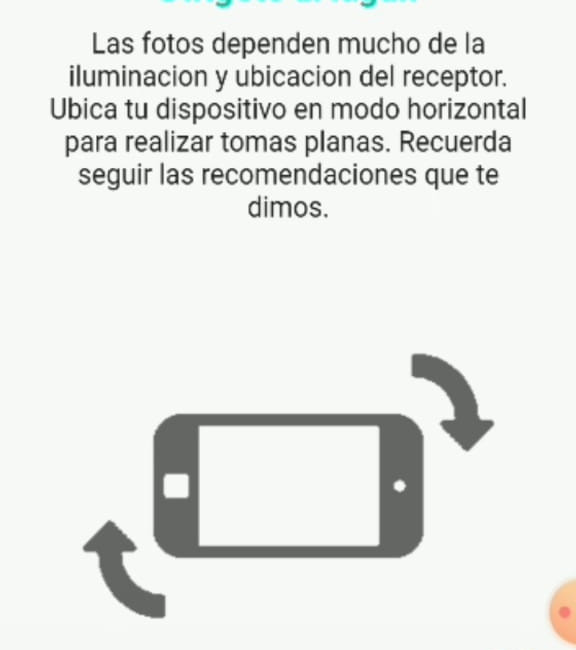 Las fotos dependen mucho de la
iluminacion y ubicacion del receptor.
Ubica tu dispositivo en modo horizontal
para realizar tomas planas. Recuerda
seguir las recomendaciones que te
dimos.